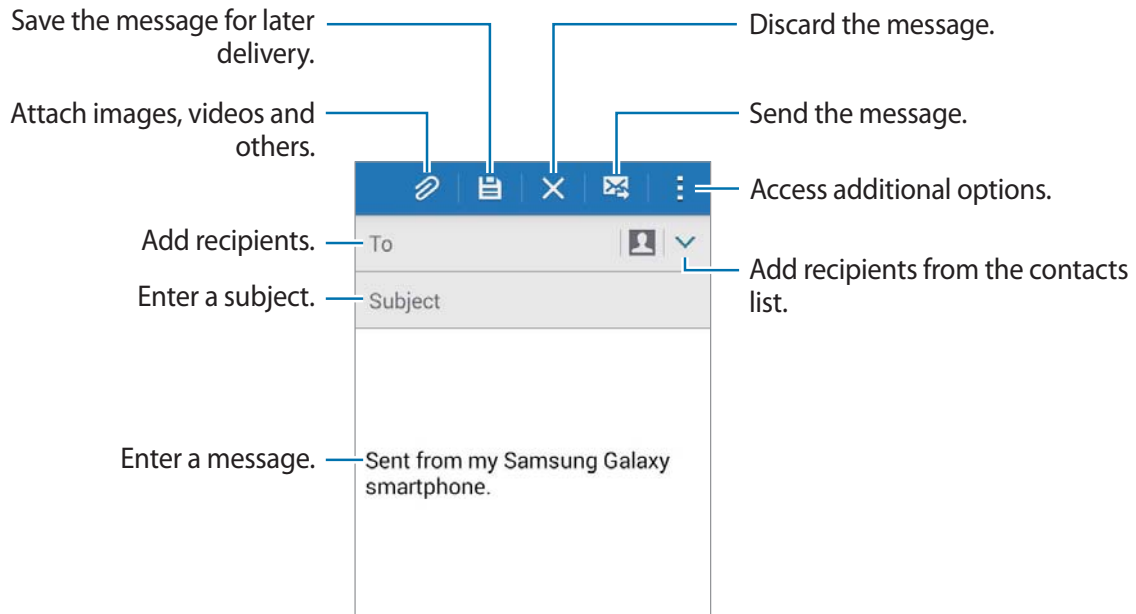 Save the message for later
delivery.
Discard the message.
Attach images, videos and
others.
Send the message.
Access additional options.
Add recipients.
To
Add recipients from the contacts
list.
Enter a subject.
Subject
Enter a message.
Sent from my Samsung Galaxy
smartphone.